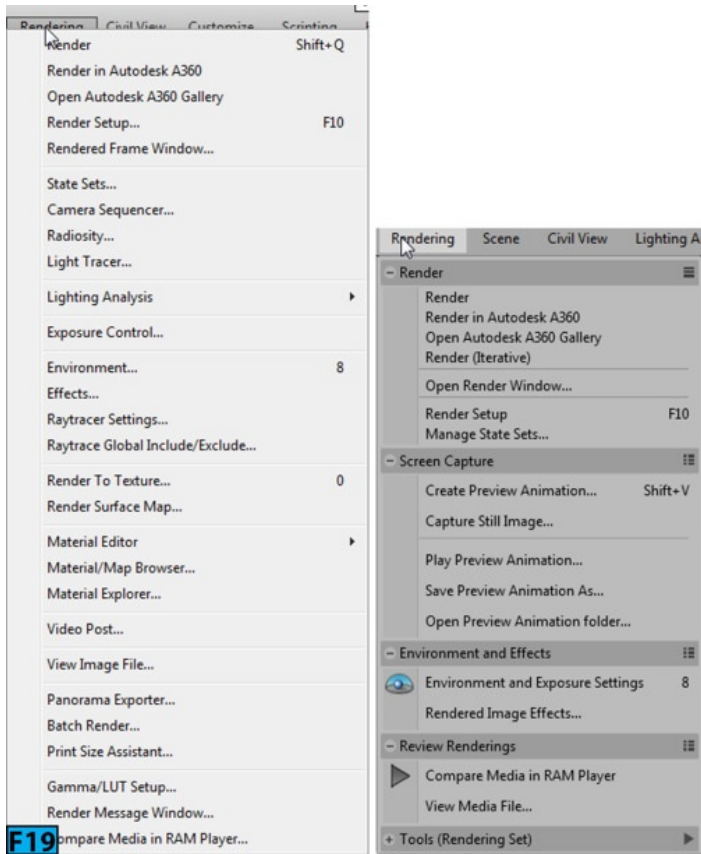 Rendering Civil View Customize Scripting
Render Shift+Q
Render in Autodesk A360
Open Autodesk A360 Gallery
Render Setup... F10
Rendered Frame Window...
State Sets...
Camera Sequencer...
Radiosity...
Light Tracer...
Lighting Analysis
Exposure Control...
Environment... 8
Effects...
Raytracer Settings...
Raytrace Global Include/Exclude...
Render To Texture... 0
Render Surface Map...
Material Editor
Material/Map Browser...
Material Explorer...
Video Post...
View Image File...
Panorama Exporter...
Batch Render...
Print Size Assistant...
Gamma/LUT Setup...
Render Message Window...
F19 ompare Media in RAM Player...
Rendering Scene Civil View Lighting A
− Render
Render
Render in Autodesk A360
Open Autodesk A360 Gallery
Render (Iterative)
Open Render Window...
Render Setup F10
Manage State Sets...
− Screen Capture
Create Preview Animation... Shift+V
Capture Still Image...
Play Preview Animation...
Save Preview Animation As...
Open Preview Animation folder...
− Environment and Effects
Environment and Exposure Settings 8
Rendered Image Effects...
− Review Renderings
Compare Media in RAM Player
View Media File...
+ Tools (Rendering Set)